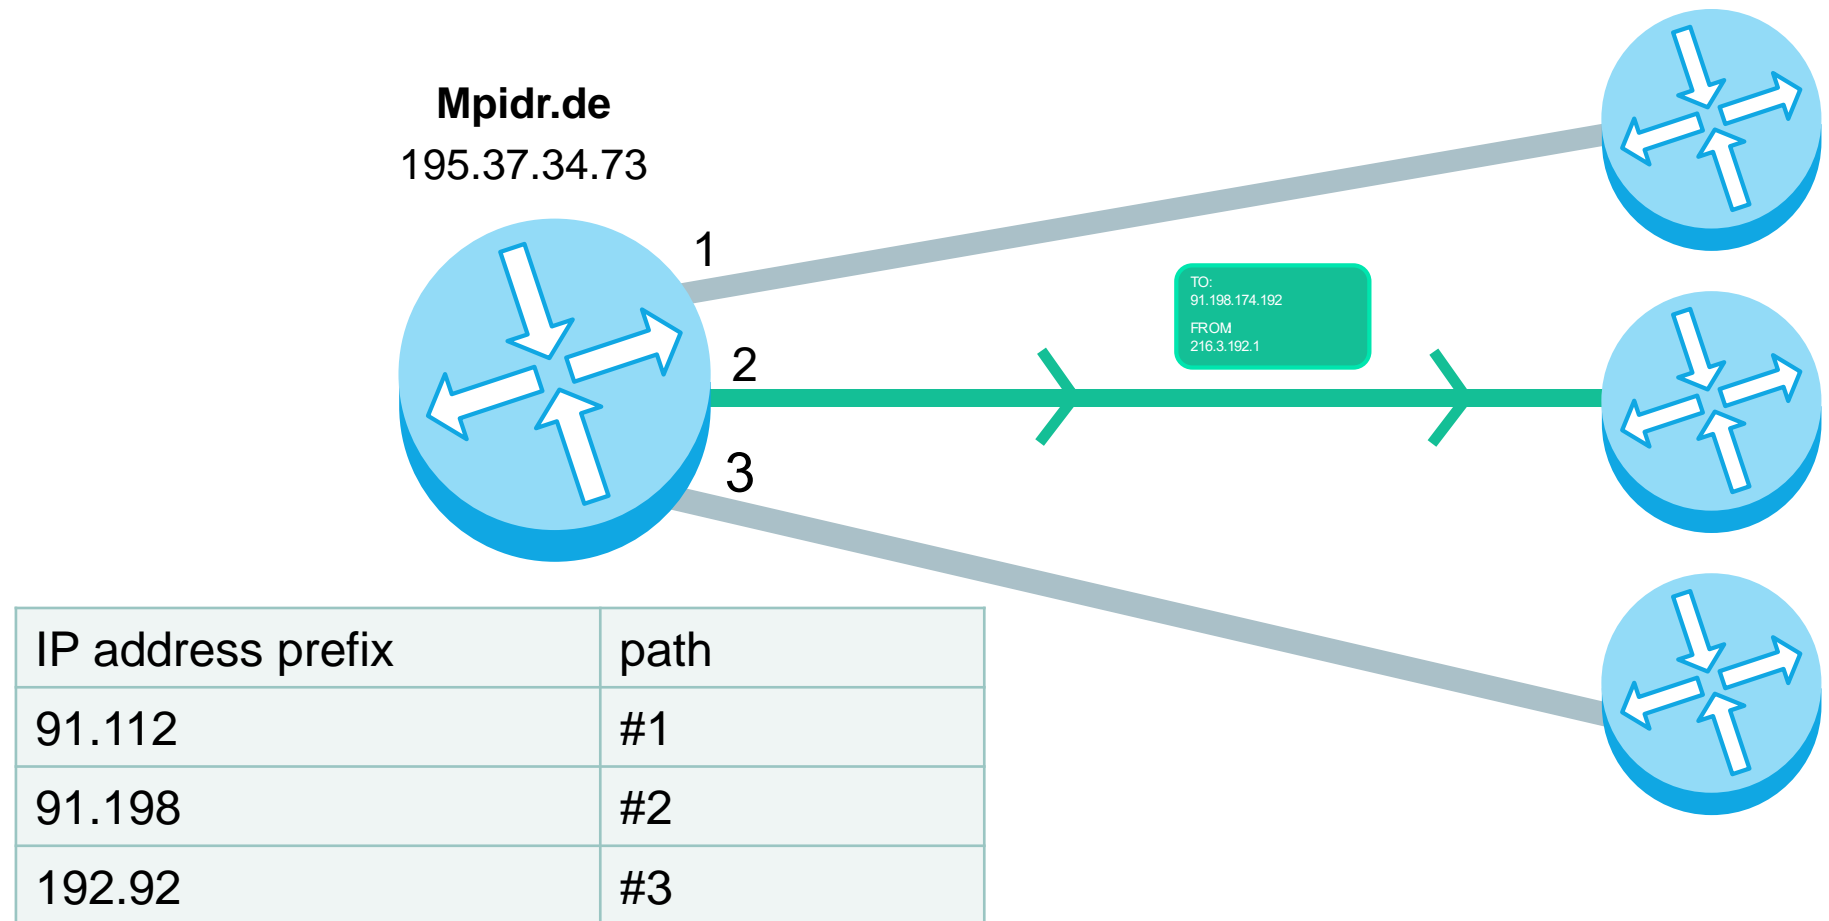 Mpidr.de
195.37.34.73
1
2
3
TO:
91.198.174.192
FROM
216.3.192.1
IP address prefix path
91.112 #1
91.198 #2
192.92 #3